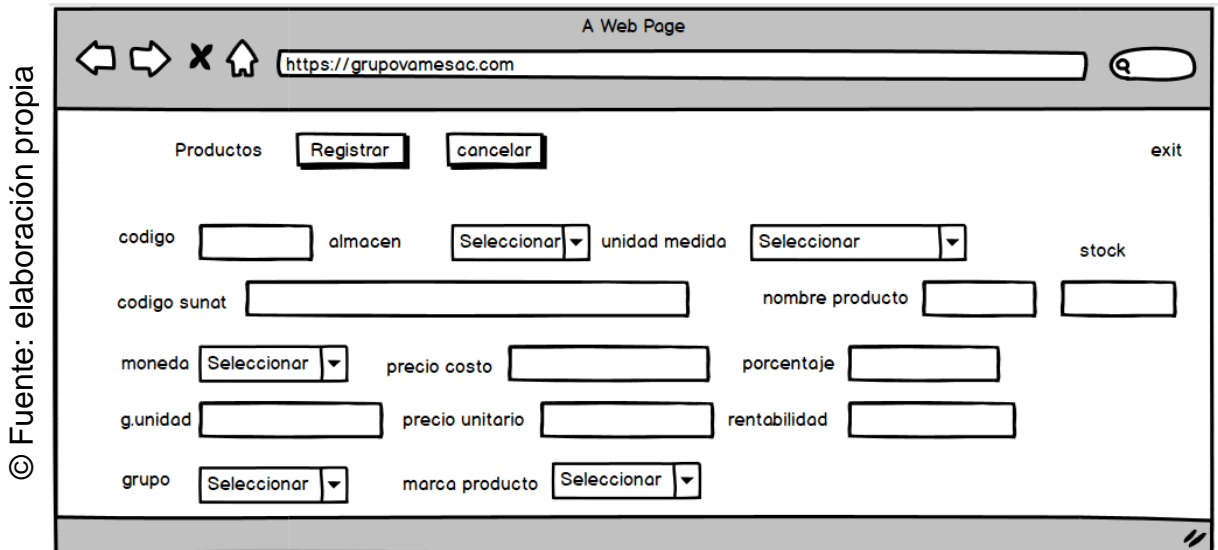 A Web Page
https://grupovamesac.com
Productos Registrar cancelar exit
codigo almacen Seleccionar unidad medida Seleccionar
stock
codigo sunat nombre producto
moneda Seleccionar precio costo porcentaje
g.unidad precio unitario rentabilidad
grupo Seleccionar marca producto Seleccionar
© Fuente: elaboración propia